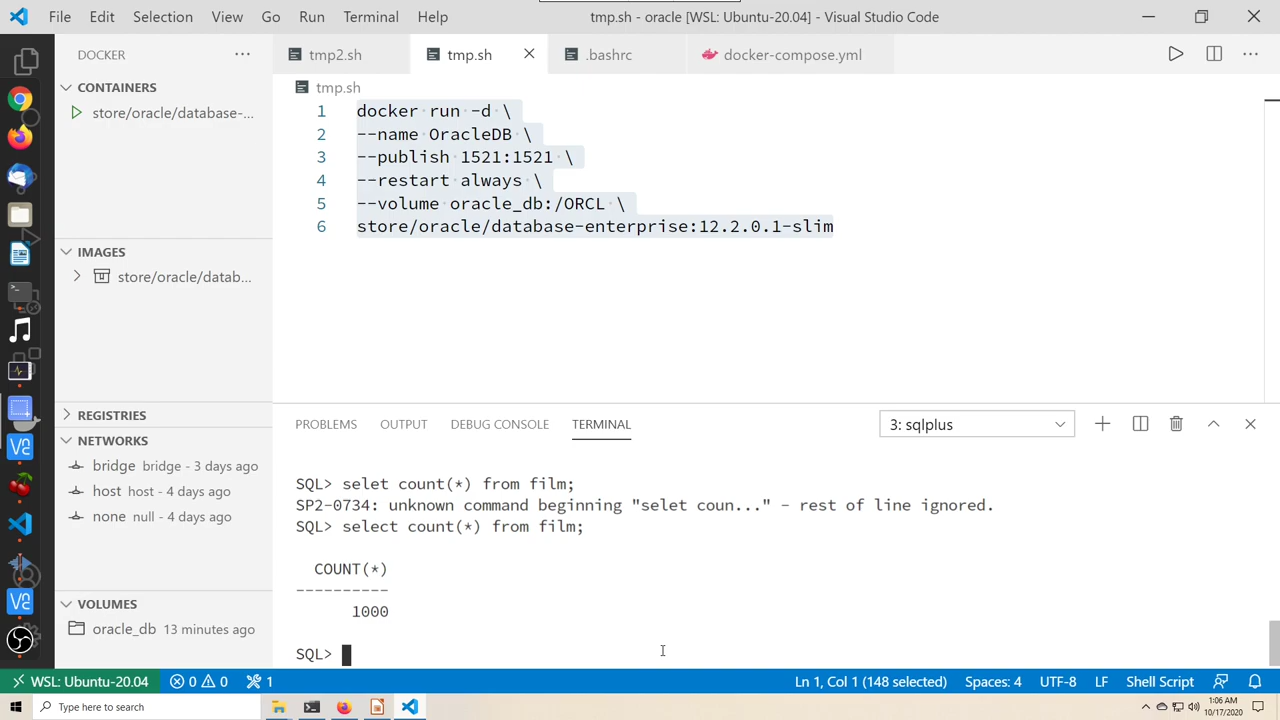 File Edit Selection View Go Run Terminal Help
tmp.sh - oracle [WSL: Ubuntu-20.04] - Visual Studio Code
DOCKER
tmp2.sh
tmp.sh
.bashrc
docker-compose.yml
CONTAINERS
store/oracle/database-...
IMAGES
store/oracle/datab...
REGISTRIES
NETWORKS
bridge bridge - 3 days ago
host host - 4 days ago
none null - 4 days ago
VOLUMES
oracle_db 13 minutes ago
tmp.sh
1 docker run -d \
2 --name OracleDB \
3 --publish 1521:1521 \
4 --restart always \
5 --volume oracle_db:/ORCL \
6 store/oracle/database-enterprise:12.2.0.1-slim
PROBLEMS OUTPUT DEBUG CONSOLE TERMINAL
3: sqlplus
SQL> selet count(*) from film;
SP2-0734: unknown command beginning "selet coun..." - rest of line ignored.
SQL> select count(*) from film;
COUNT(*)
----------
1000
SQL>
WSL: Ubuntu-20.04 0 0 1
Ln 1, Col 1 (148 selected) Spaces: 4 UTF-8 LF Shell Script
Type here to search
1:06 AM
10/17/2020